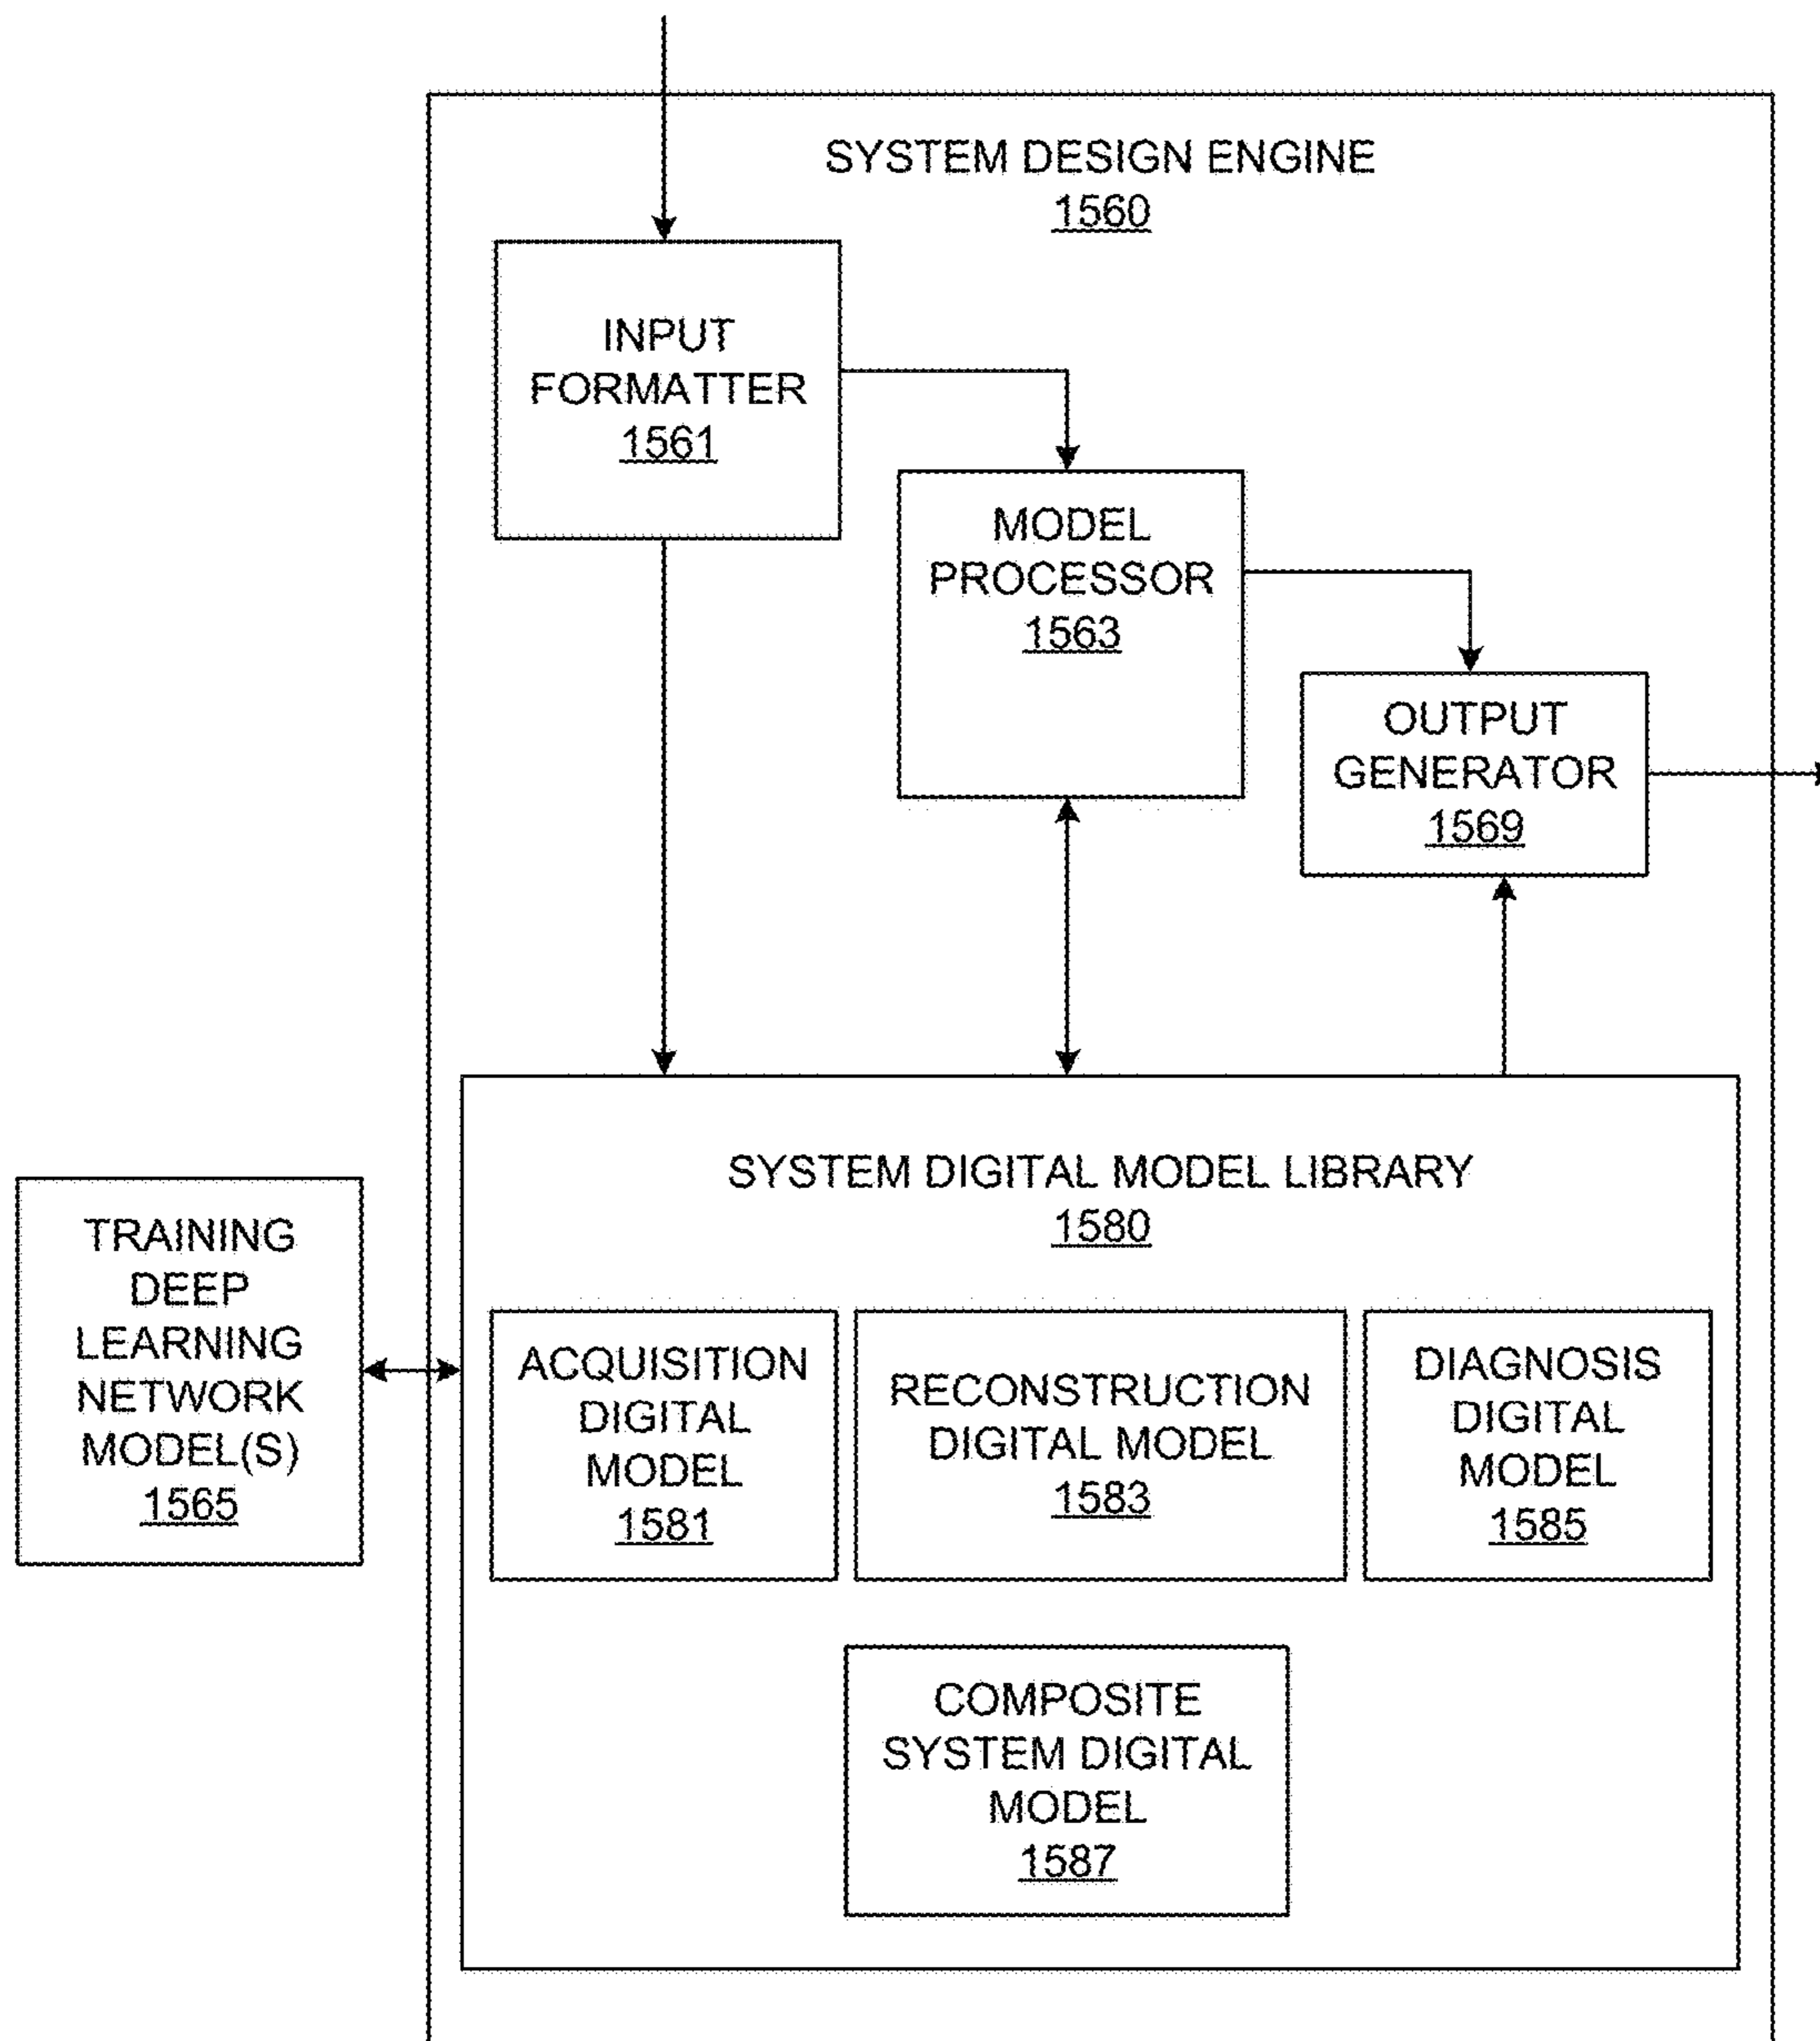 SYSTEM DESIGN ENGINE
1560
INPUT
FORMATTER
1561
MODEL
PROCESSOR
1563
OUTPUT
GENERATOR
1569
SYSTEM DIGITAL MODEL LIBRARY
1580
TRAINING
DEEP
LEARNING
NETWORK
MODEL(S)
1565
ACQUISITION
DIGITAL
MODEL
1581
RECONSTRUCTION
DIGITAL MODEL
1583
DIAGNOSIS
DIGITAL
MODEL
1585
COMPOSITE
SYSTEM DIGITAL
MODEL
1587